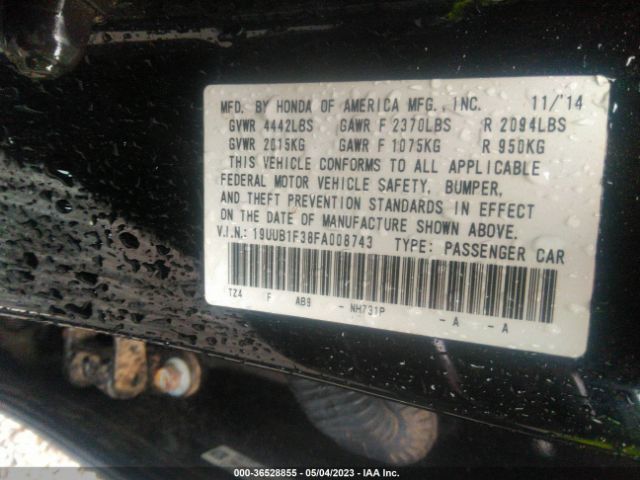 MFD. BY HONDA OF AMERICA MFG., INC. 11/'14
GVWR 4442LBS GAWR F 2370LBS R 2094LBS
GVWR 2015KG GAWR F 1075KG R 950KG
THIS VEHICLE CONFORMS TO ALL APPLICABLE
FEDERAL MOTOR VEHICLE SAFETY, BUMPER,
AND THEFT PREVENTION STANDARDS IN EFFECT
ON THE DATE OF MANUFACTURE SHOWN ABOVE.
V.I.N.: 19UUB1F38FA008743 TYPE: PASSENGER CAR
TZ4 F AB9 - NH731P - A - A
000-36528855 - 05/04/2023 - IAA Inc.